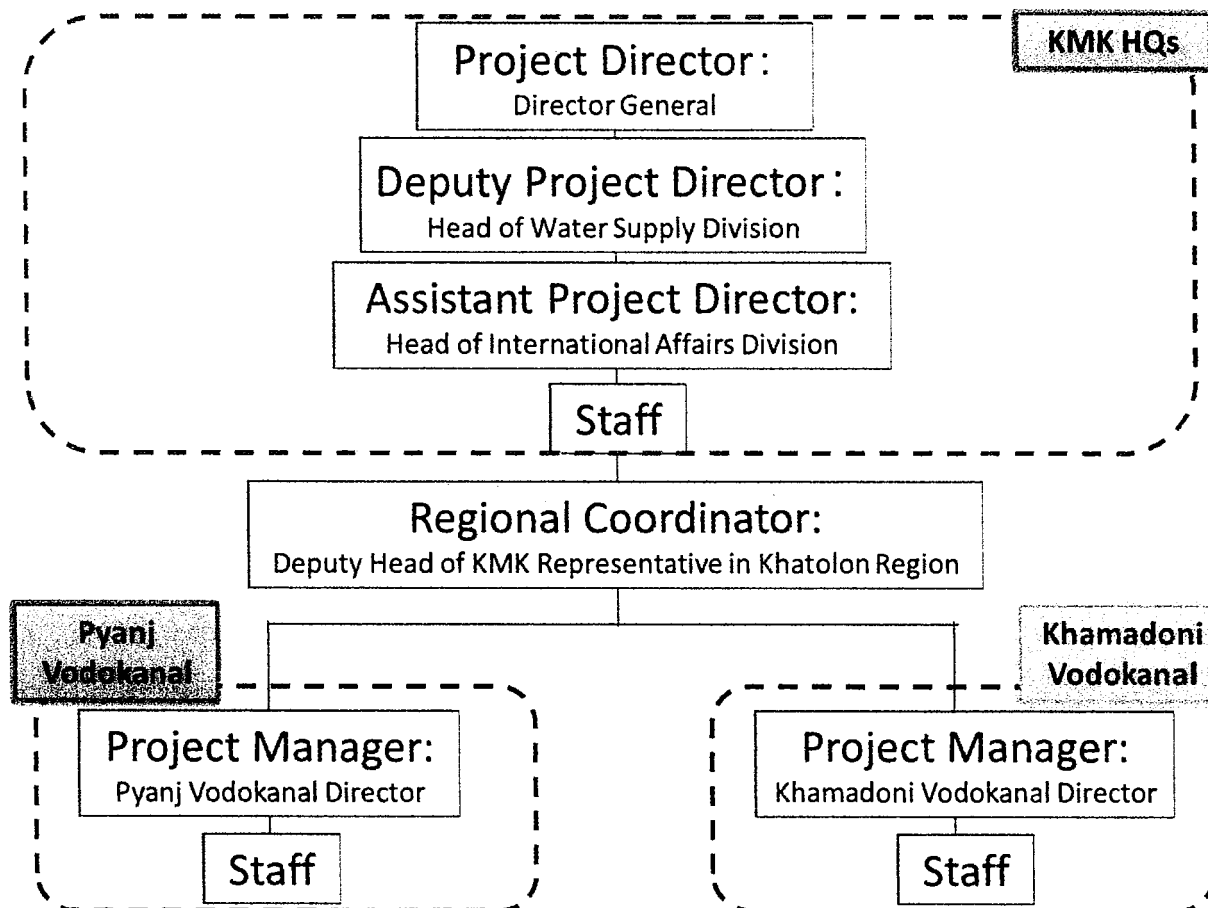 KMK HQs
Project Director:
Director General
Deputy Project Director:
Head of Water Supply Division
Assistant Project Director:
Head of International Affairs Division
Staff
Regional Coordinator:
Deputy Head of KMK Representative in Khatolon Region
Pyanj
Vodokanal
Khamadoni
Vodokanal
Project Manager:
Pyanj Vodokanal Director
Staff
Project Manager:
Khamadoni Vodokanal Director
Staff